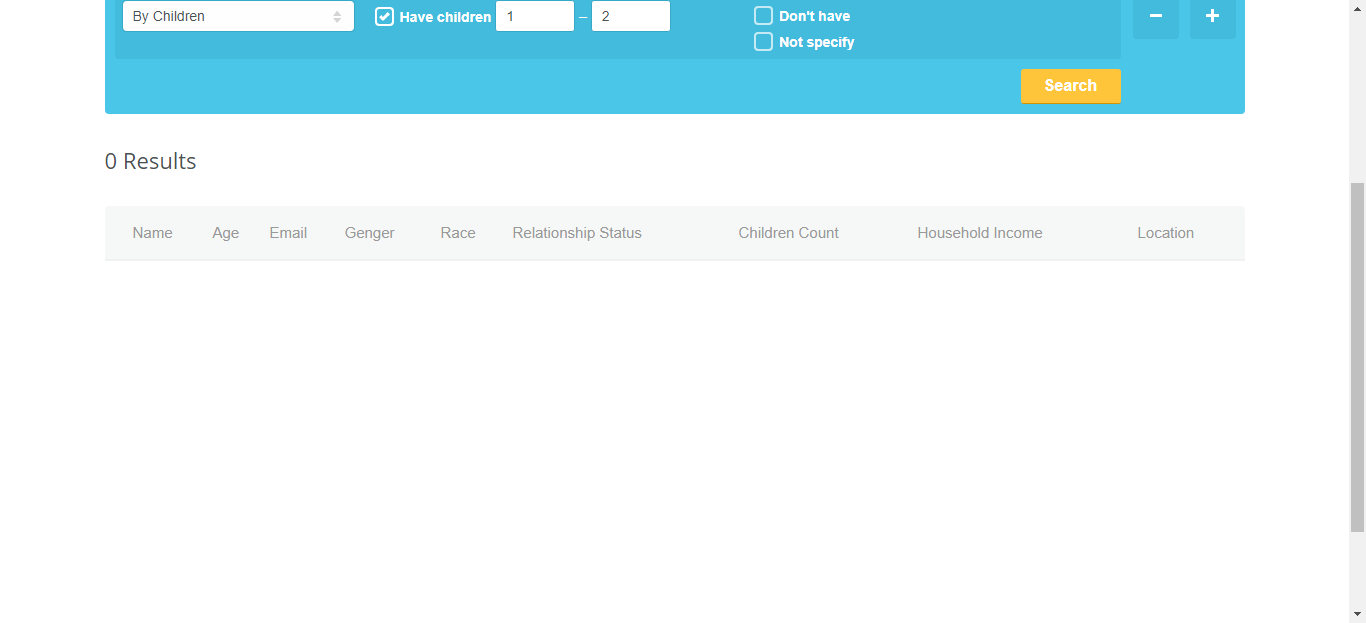 By Children Have children 1 – 2 Don't have − +
Not specify
Search
0 Results
Name Age Email Genger Race Relationship Status Children Count Household Income Location